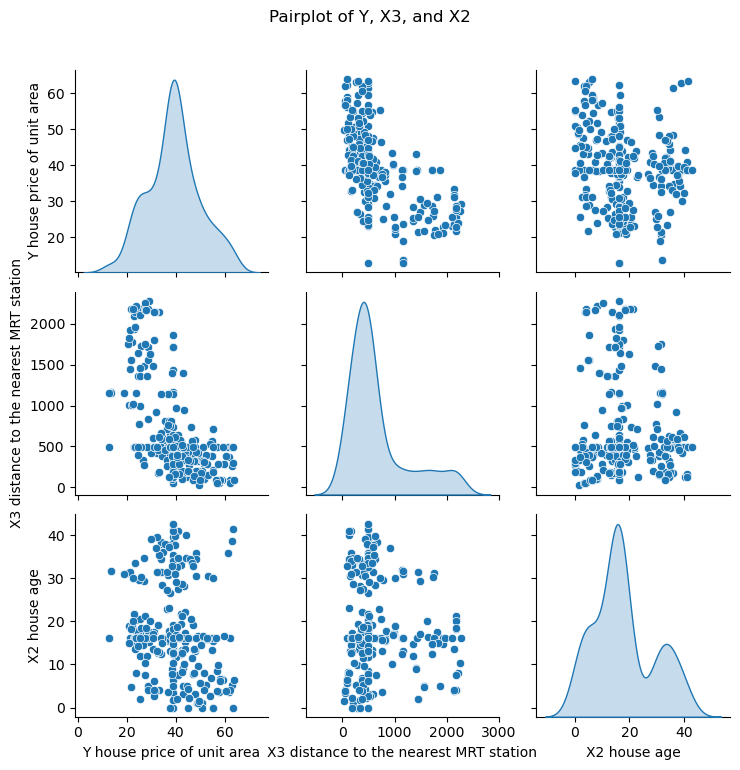 Pairplot of Y, X3, and X2
Y house price of unit area
60
50
40
30
20
X3 distance to the nearest MRT station
2000
1500
1000
500
0
X2 house age
40
30
20
10
0
0 20 40 60
0 1000 2000 3000
0 20 40
Y house price of unit area
X3 distance to the nearest MRT station
X2 house age